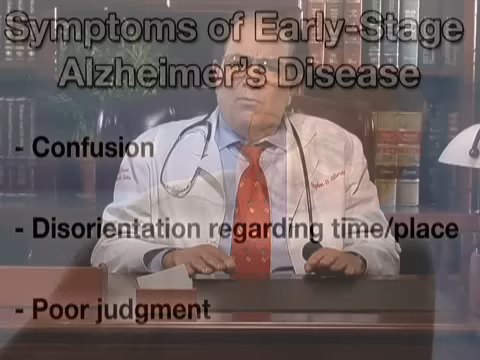 Symptoms of Early-Stage
Alzheimer's Disease
- Confusion
- Disorientation regarding time/place
- Poor judgment